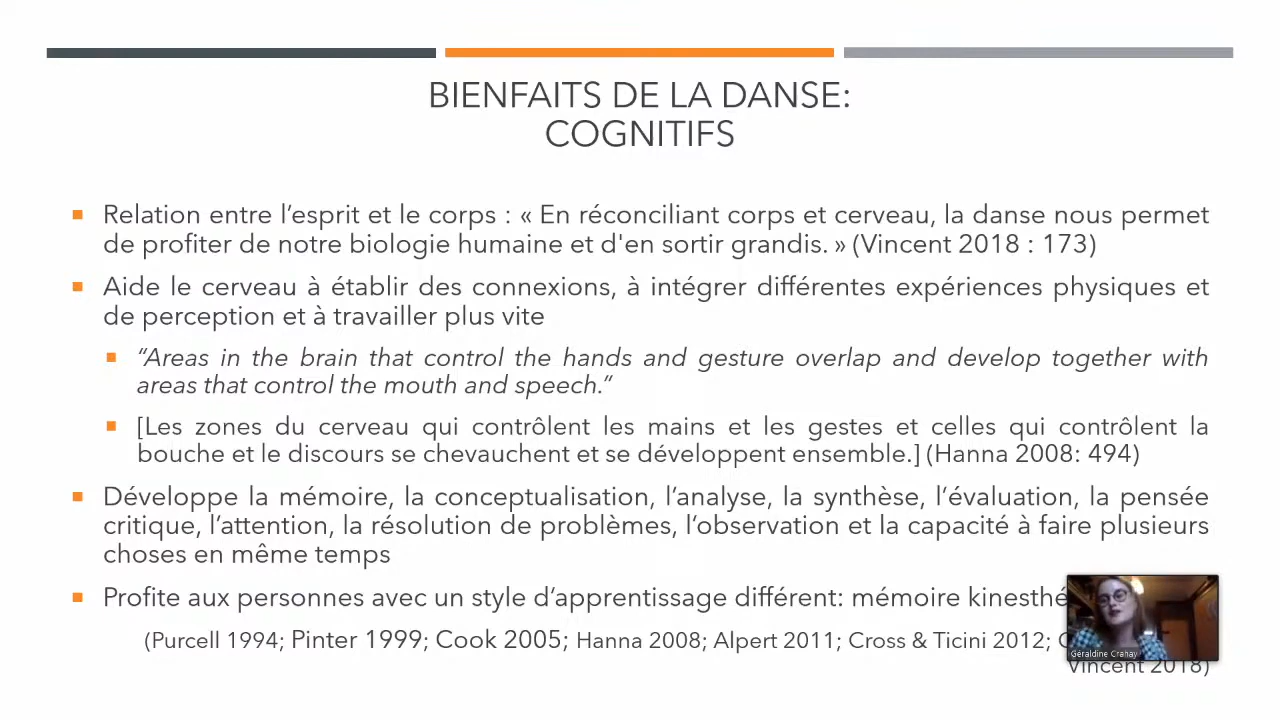 BIENFAITS DE LA DANSE:
COGNITIFS
Relation entre l’esprit et le corps : « En réconciliant corps et cerveau, la danse nous permet
de profiter de notre biologie humaine et d'en sortir grandis. » (Vincent 2018 : 173)
Aide le cerveau à établir des connexions, à intégrer différentes expériences physiques et
de perception et à travailler plus vite
“Areas in the brain that control the hands and gesture overlap and develop together with
areas that control the mouth and speech.”
[Les zones du cerveau qui contrôlent les mains et les gestes et celles qui contrôlent la
bouche et le discours se chevauchent et se développent ensemble.] (Hanna 2008: 494)
Développe la mémoire, la conceptualisation, l’analyse, la synthèse, l’évaluation, la pensée
critique, l’attention, la résolution de problèmes, l’observation et la capacité à faire plusieurs
choses en même temps
Profite aux personnes avec un style d’apprentissage différent: mémoire
(Purcell 1994; Pinter 1999; Cook 2005; Hanna 2008; Alpert 2011; Cross & Ticini 2012;
Géraldine Crahay
Vincent 2018)